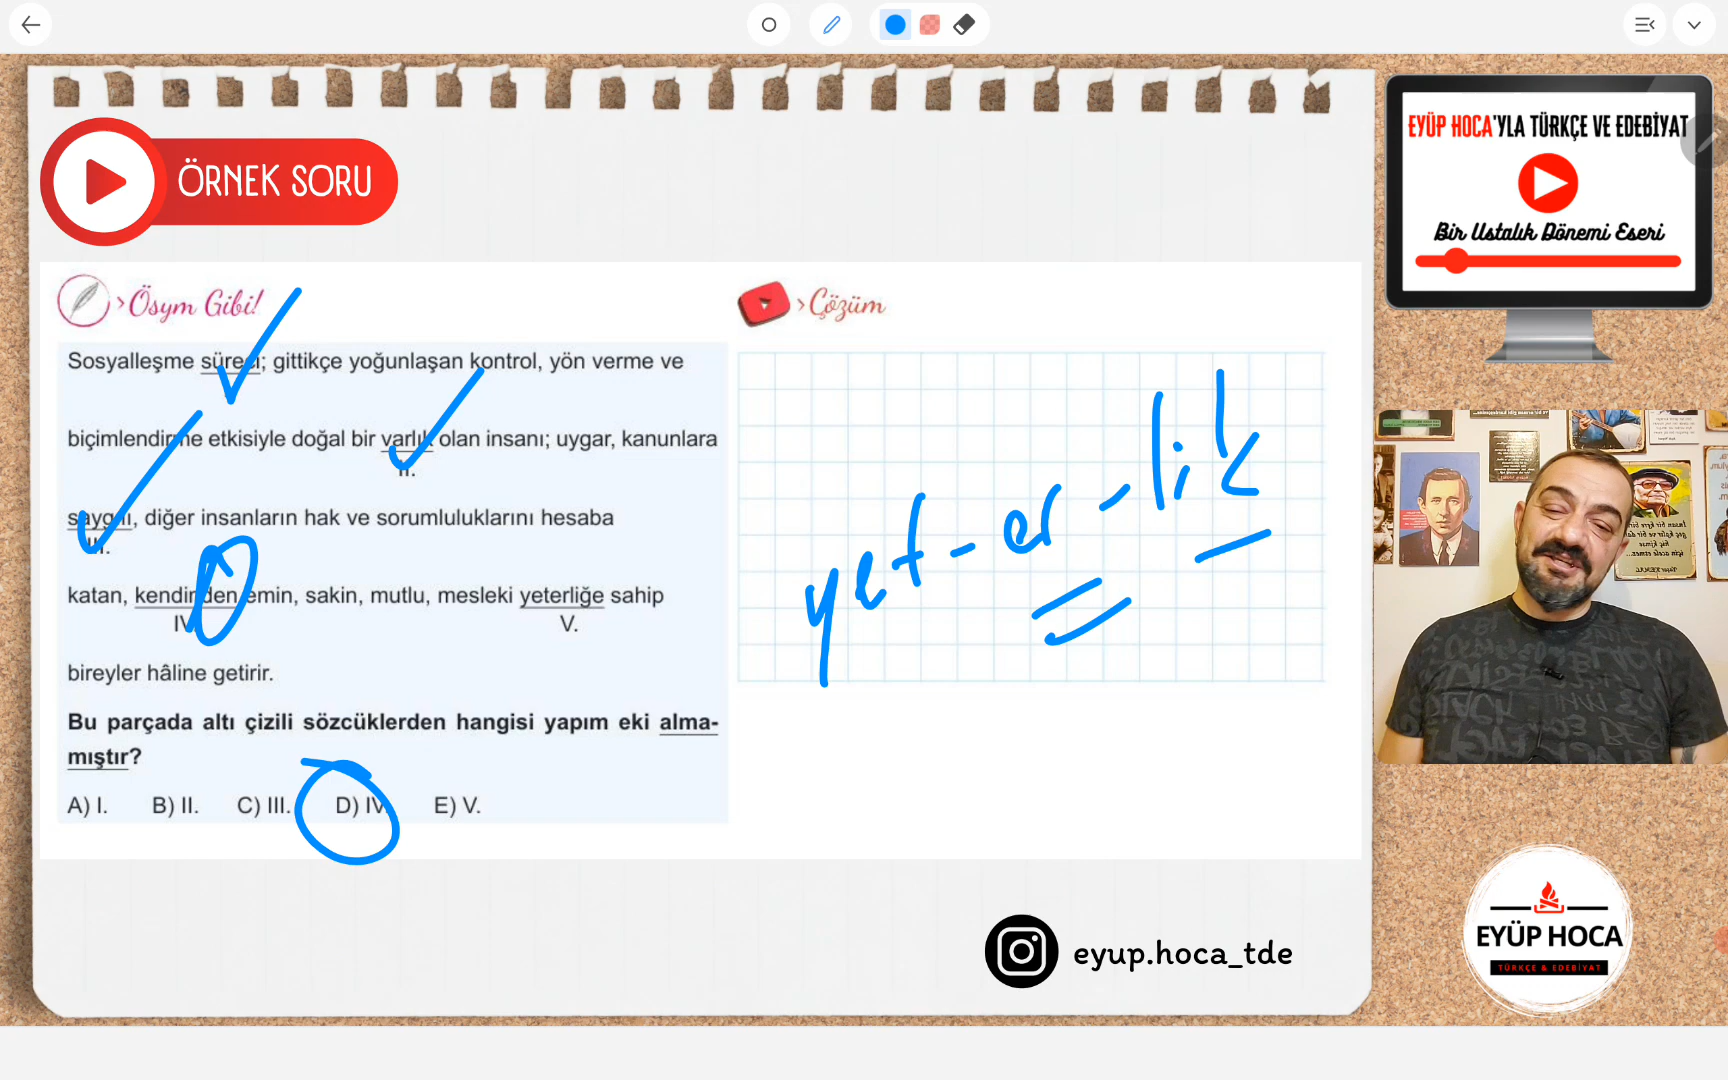 ÖRNEK SORU
EYÜP HOCA'YLA TÜRKÇE VE EDEBİYAT
Bir Ustalık Dönemi Eseri
Ösym Gibi!
Çözüm
Sosyalleşme süreci; gittikçe yoğunlaşan kontrol, yön verme ve
biçimlendirme etkisiyle doğal bir varlık olan insanı; uygar, kanunlara
II.
saygılı, diğer insanların hak ve sorumluluklarını hesaba
III.
katan, kendinden emin, sakin, mutlu, mesleki yeterliğe sahip
IV. V.
bireyler hâline getirir.
Bu parçada altı çizili sözcüklerden hangisi yapım eki alma-
mıştır?
A) I. B) II. C) III. D) IV. E) V.
yet-er-lik
eyup.hoca_tde
EYÜP HOCA
TÜRKÇE & EDEBİYAT